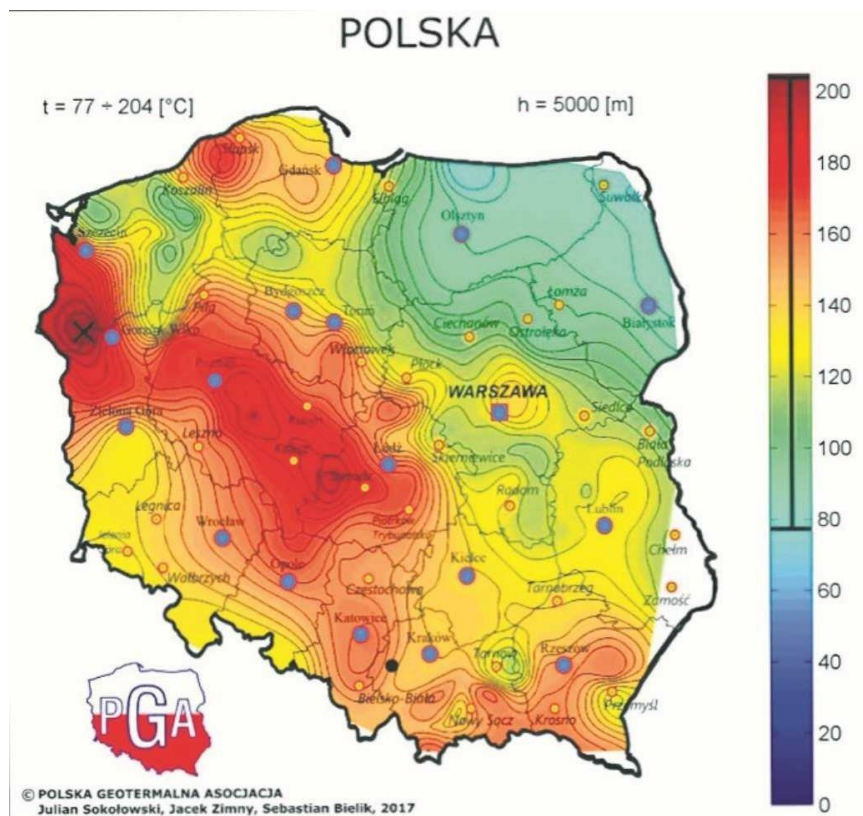 POLSKA
t = 77 ÷ 204 [°C]
h = 5000 [m]
200
180
160
140
120
100
80
60
40
20
0
Słupsk
Gdańsk
Koszalin
Elbląg
Suwałki
Olsztyn
Szczecin
Piła
Bydgoszcz
Toruń
Łomża
Białystok
Ciechanów
Ostrołęka
Gorzów Wlkp
Włocławek
Poznań
Płock
WARSZAWA
Siedlce
Zielona Góra
Leszno
Łódź
Skierniewice
Biała
Podlaska
Radom
Legnica
Wrocław
Piotrków
Trybunalski
Lublin
Chełm
Jelenia
Góra
Wałbrzych
Opole
Kielce
Częstochowa
Tarnobrzeg
Zamość
Katowice
Kraków
Tarnów
Rzeszów
Bielsko-Biała
Nowy Sącz
Krosno
Przemyśl
PGA
© POLSKA GEOTERMALNA ASOCJACJA
Julian Sokołowski, Jacek Zimny, Sebastian Bielik, 2017